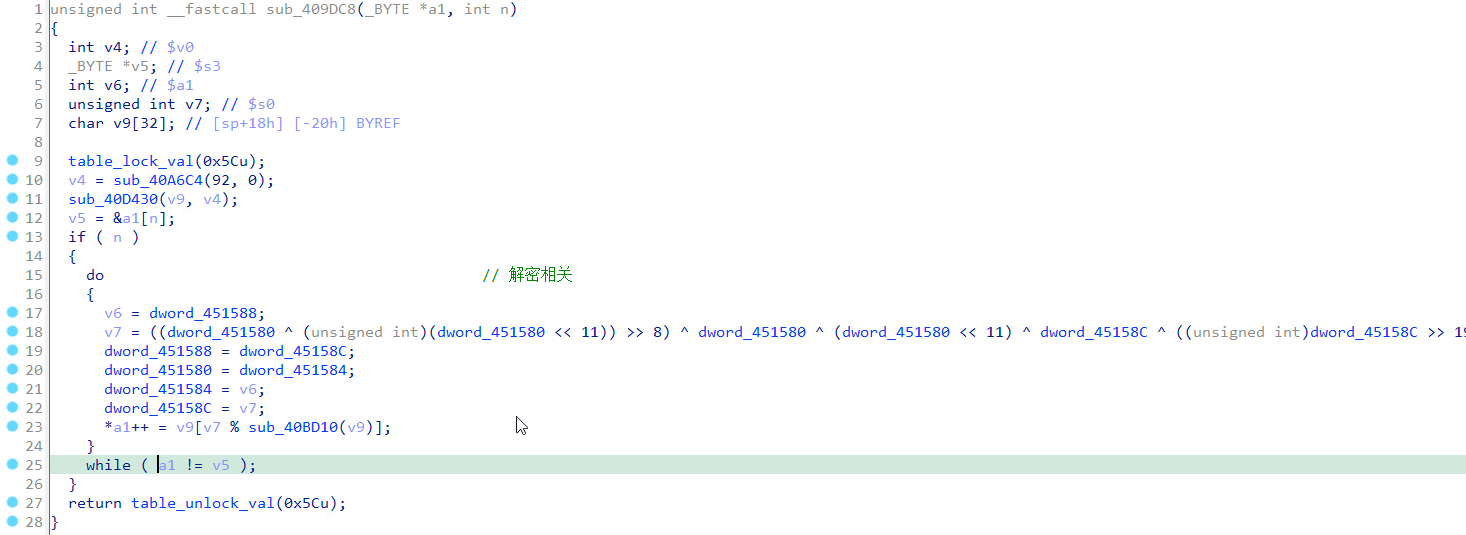 1 unsigned int __fastcall sub_409DC8(_BYTE *a1, int n)
2 {
3 int v4; // $v0
4 _BYTE *v5; // $s3
5 int v6; // $a1
6 unsigned int v7; // $s0
7 char v9[32]; // [sp+18h] [-20h] BYREF
8
9 table_lock_val(0x5Cu);
10 v4 = sub_40A6C4(92, 0);
11 sub_40D430(v9, v4);
12 v5 = &a1[n];
13 if ( n )
14 {
15 do // 解密相关
16 {
17 v6 = dword_451588;
18 v7 = ((dword_451580 ^ (unsigned int)(dword_451580 << 11)) >> 8) ^ dword_451580 ^ (dword_451580 << 11) ^ dword_45158C ^ ((unsigned int)dword_45158C >> 19
19 dword_451588 = dword_45158C;
20 dword_451580 = dword_451584;
21 dword_451584 = v6;
22 dword_45158C = v7;
23 *a1++ = v9[v7 % sub_40BD10(v9)];
24 }
25 while ( a1 != v5 );
26 }
27 return table_unlock_val(0x5Cu);
28 }